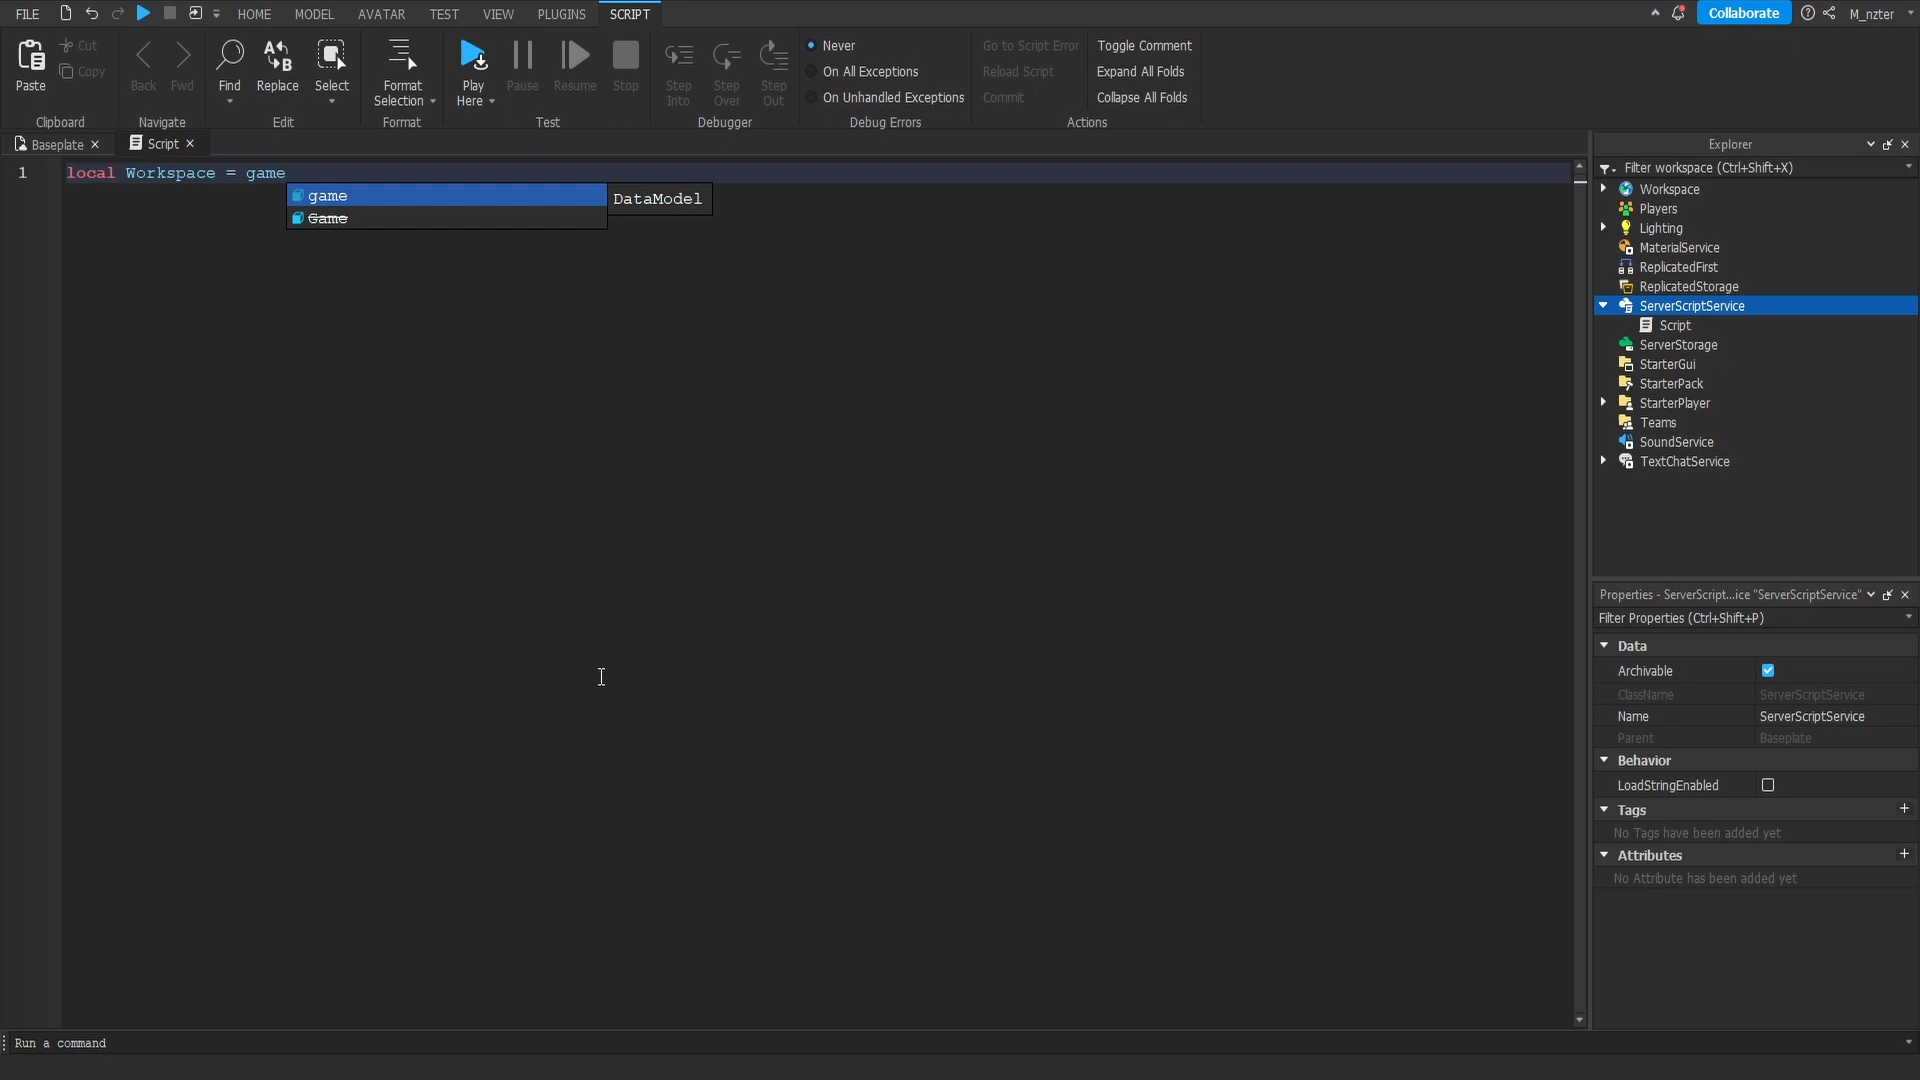 FILE HOME MODEL AVATAR TEST VIEW PLUGINS SCRIPT Collaborate M_nzter
Paste Cut Copy
Clipboard
Back Fwd
Navigate
Find Replace Select
Edit
Format Selection
Format
Play Here Pause Resume Stop
Test
Step Into Step Over Step Out
Debugger
Never
On All Exceptions
On Unhandled Exceptions
Debug Errors
Go to Script Error
Reload Script
Commit
Toggle Comment
Expand All Folds
Collapse All Folds
Actions
Baseplate Script
1 local Workspace = game
game DataModel
Game
Explorer
Filter workspace (Ctrl+Shift+X)
Workspace
Players
Lighting
MaterialService
ReplicatedFirst
ReplicatedStorage
ServerScriptService
Script
ServerStorage
StarterGui
StarterPack
StarterPlayer
Teams
SoundService
TextChatService
Properties - ServerScript...ice "ServerScriptService"
Filter Properties (Ctrl+Shift+P)
Data
Archivable
ClassName ServerScriptService
Name ServerScriptService
Parent Baseplate
Behavior
LoadStringEnabled
Tags
No Tags have been added yet
Attributes
No Attribute has been added yet
Run a command